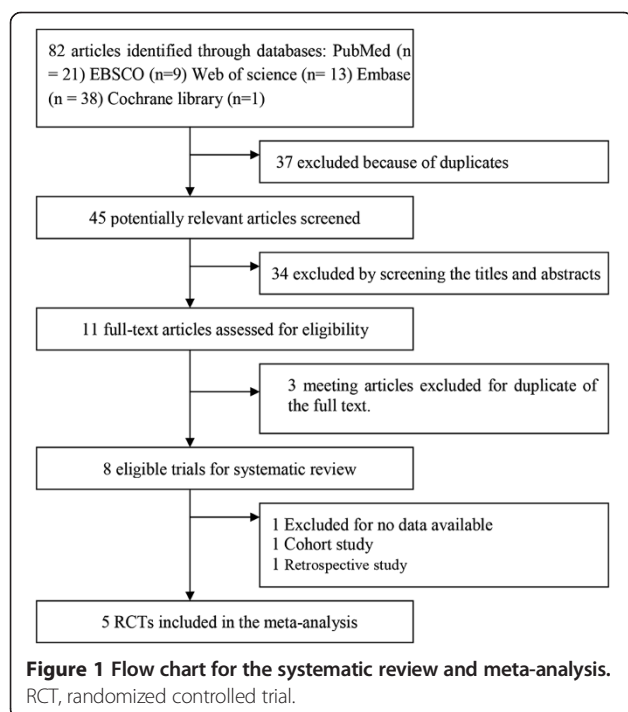 82 articles identified through databases: PubMed (n
= 21) EBSCO (n=9) Web of science (n= 13) Embase
(n = 38) Cochrane library (n=1)
37 excluded because of duplicates
45 potentially relevant articles screened
34 excluded by screening the titles and abstracts
11 full-text articles assessed for eligibility
3 meeting articles excluded for duplicate of
the full text.
8 eligible trials for systematic review
1 Excluded for no data available
1 Cohort study
1 Retrospective study
5 RCTs included in the meta-analysis
Figure 1 Flow chart for the systematic review and meta-analysis.
RCT, randomized controlled trial.